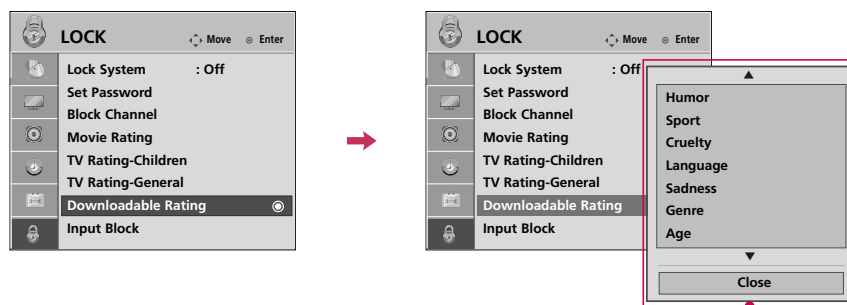 LOCK Move Enter
Lock System : Off
Set Password
Block Channel
Movie Rating
TV Rating-Children
TV Rating-General
Downloadable Rating
Input Block
LOCK Move Enter
Lock System : Off
Set Password
Block Channel
Movie Rating
TV Rating-Children
TV Rating-General
Downloadable Rating
Input Block
Humor
Sport
Cruelty
Language
Sadness
Genre
Age
Close